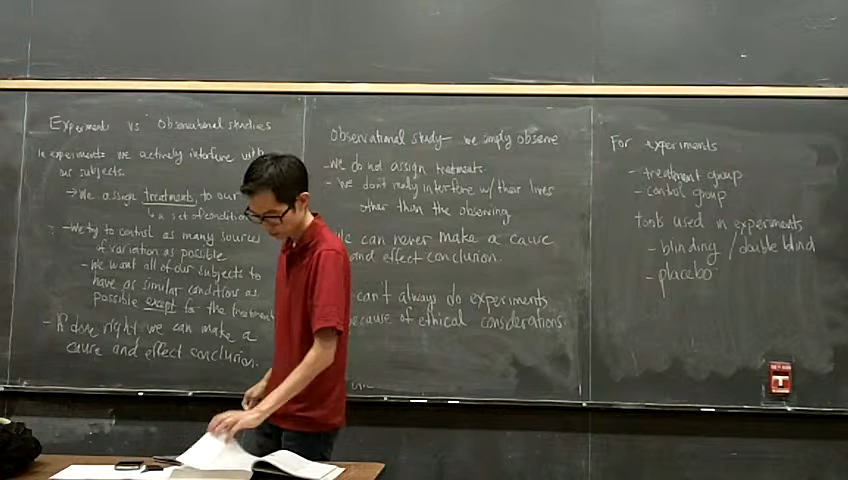 Experiments vs Observational studies
In experiments we actively interfere with
our subjects.
→ We assign treatments to our
↳ a set of conditions
- We try to control as many sources
of variation as possible
- We want all of our subjects to
have as similar conditions as
possible except for the treatment
- If done right, we can make a
cause and effect conclusion.
Observational study - we simply observe
- we do not assign treatments
- We don't really interfere w/ their lives
other than the observing
We can never make a cause
and effect conclusion.
can't always do experiments
because of ethical considerations
For experiments
- treatment group
- control group
tools used in experiments
- blinding / double blind
- placebo